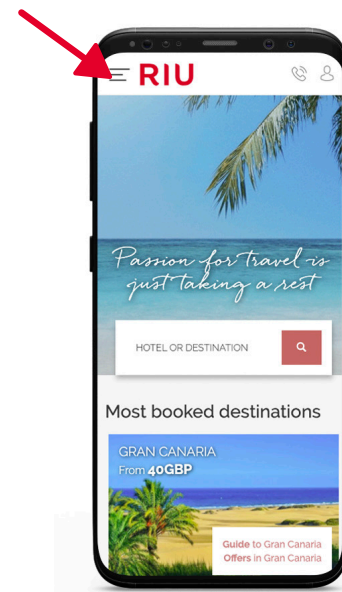 RIU
Passion for travel is
just taking a rest
HOTEL OR DESTINATION
Most booked destinations
GRAN CANARIA
From 40GBP
Guide to Gran Canaria
Offers in Gran Canaria